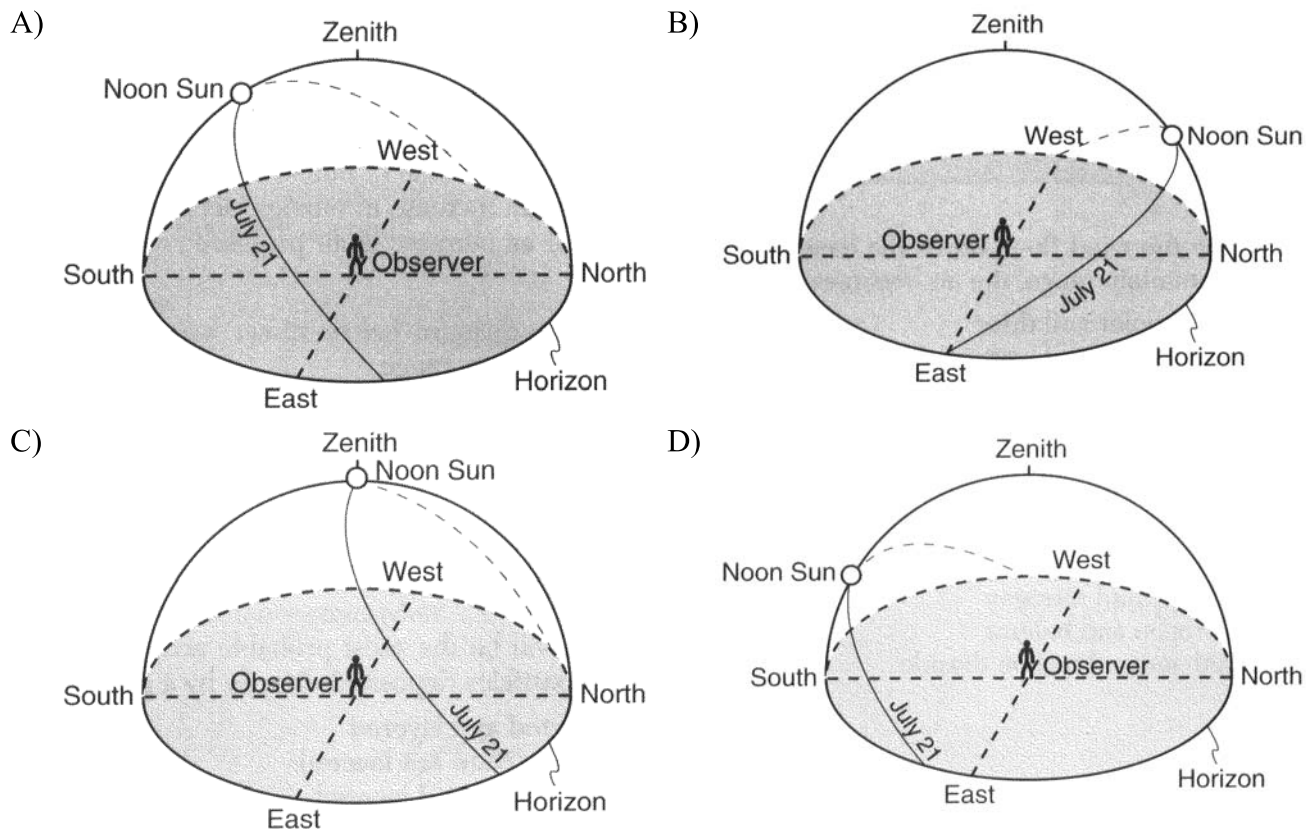 A)
Zenith
Noon Sun
West
July 21
Observer
South
North
Horizon
East
B)
Zenith
West
Noon Sun
Observer
South
North
July 21
Horizon
East
C)
Zenith
Noon Sun
West
Observer
South
North
July 21
Horizon
East
D)
Zenith
Noon Sun
West
Observer
South
North
July 21
Horizon
East